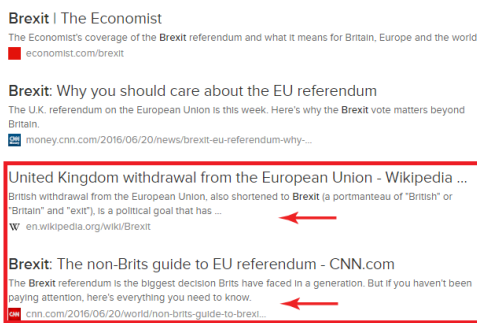 Brexit | The Economist
The Economist's coverage of the Brexit referendum and what it means for Britain, Europe and the world
economist.com/brexit
Brexit: Why you should care about the EU referendum
The U.K. referendum on the European Union is this week. Here's why the Brexit vote matters beyond
Britain.
CNN Money money.cnn.com/2016/06/20/news/brexit-eu-referendum-why-...
United Kingdom withdrawal from the European Union - Wikipedia ...
British withdrawal from the European Union, also shortened to Brexit (a portmanteau of "British" or
"Britain" and "exit"), is a political goal that has ...
W en.wikipedia.org/wiki/Brexit
Brexit: The non-Brits guide to EU referendum - CNN.com
The Brexit referendum is the biggest decision Brits have faced in a generation. But if you haven't been
paying attention, here's everything you need to know.
CNN cnn.com/2016/06/20/world/non-brits-guide-to-brexi...